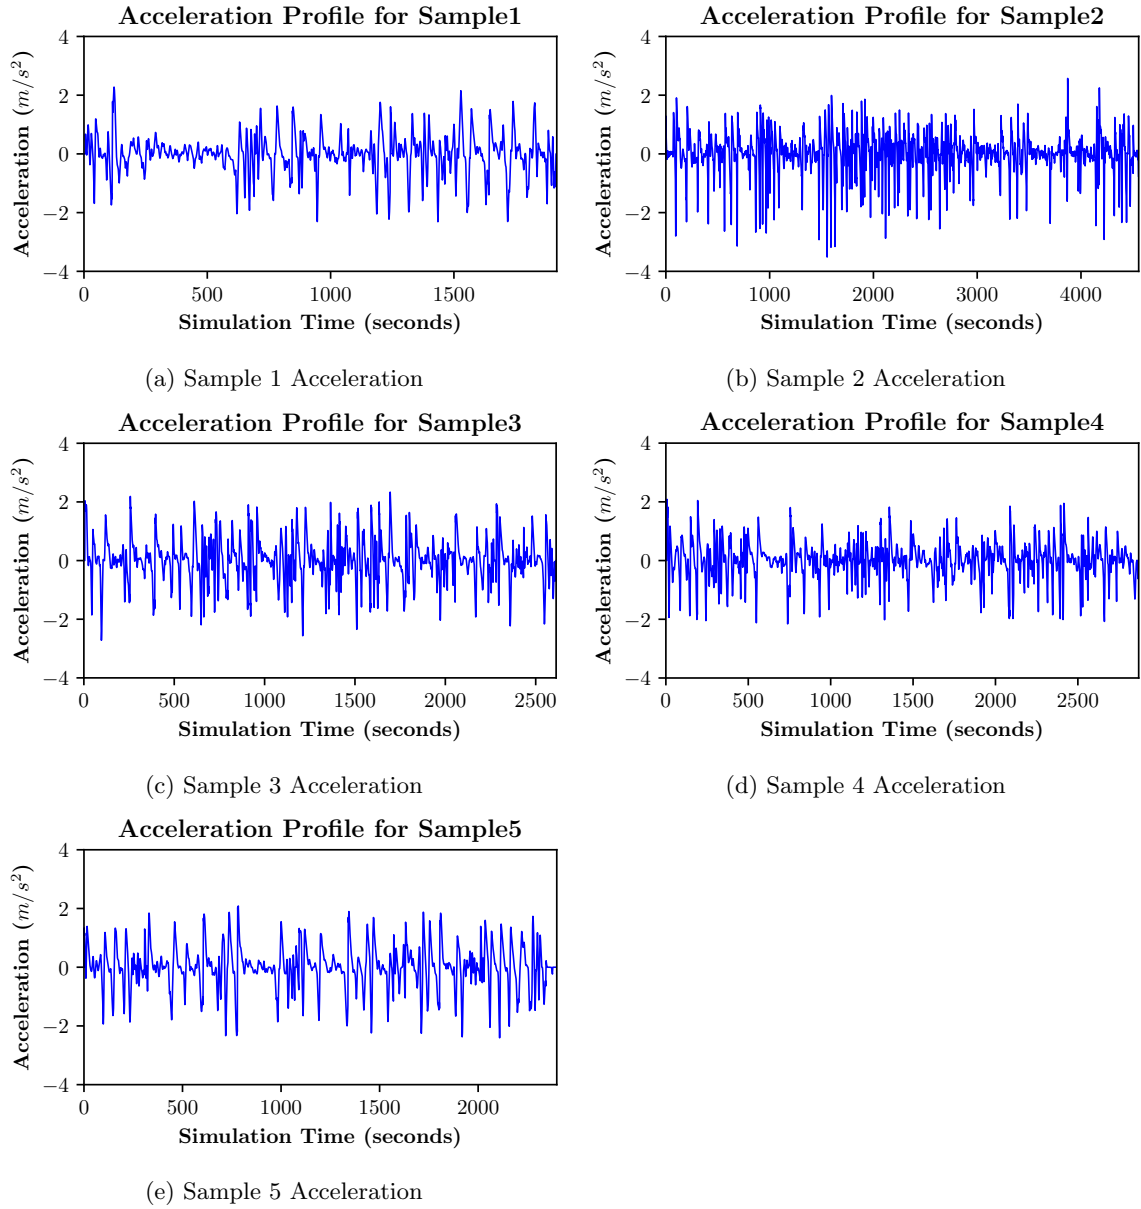 Acceleration Profile for Sample1
4
2
0
−2
−4
Acceleration (m/s²)
0 500 1000 1500
Simulation Time (seconds)
(a) Sample 1 Acceleration
Acceleration Profile for Sample2
4
2
0
−2
−4
Acceleration (m/s²)
0 1000 2000 3000 4000
Simulation Time (seconds)
(b) Sample 2 Acceleration
Acceleration Profile for Sample3
4
2
0
−2
−4
Acceleration (m/s²)
0 500 1000 1500 2000 2500
Simulation Time (seconds)
(c) Sample 3 Acceleration
Acceleration Profile for Sample4
4
2
0
−2
−4
Acceleration (m/s²)
0 500 1000 1500 2000 2500
Simulation Time (seconds)
(d) Sample 4 Acceleration
Acceleration Profile for Sample5
4
2
0
−2
−4
Acceleration (m/s²)
0 500 1000 1500 2000
Simulation Time (seconds)
(e) Sample 5 Acceleration